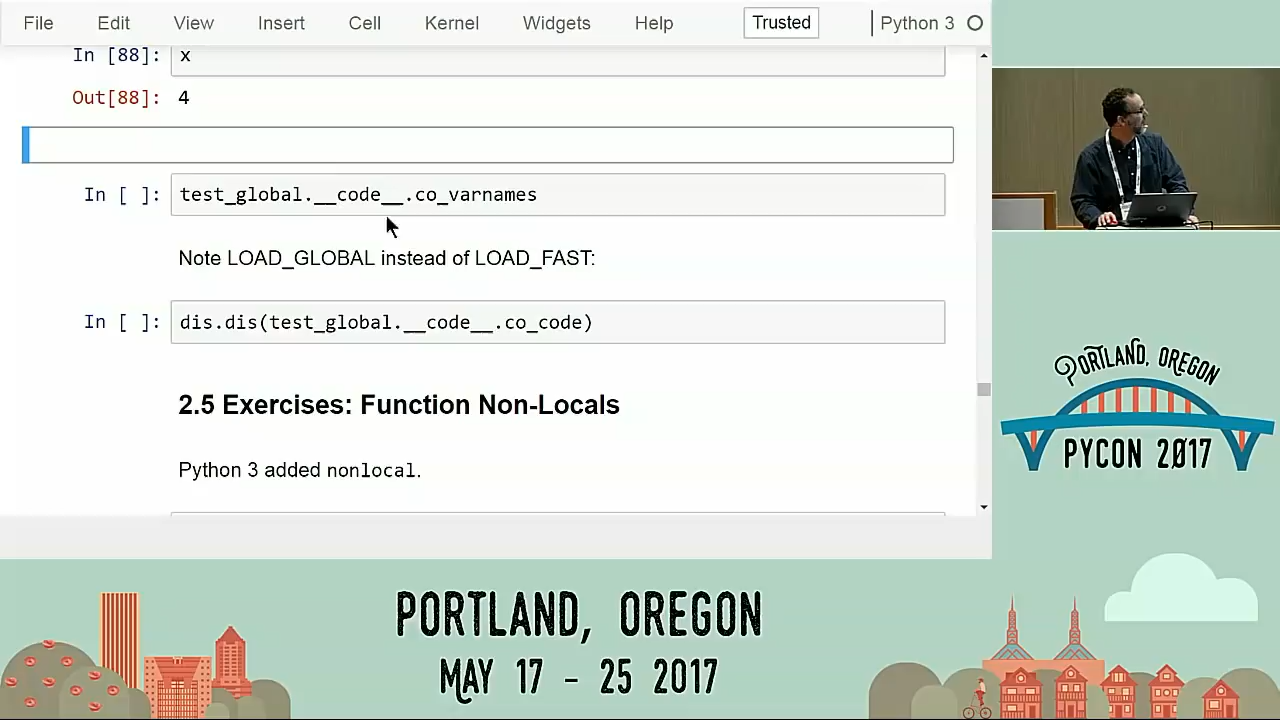 File Edit View Insert Cell Kernel Widgets Help Trusted Python 3
In [88]: x
Out[88]: 4
In [ ]: test_global.__code__.co_varnames
Note LOAD_GLOBAL instead of LOAD_FAST:
In [ ]: dis.dis(test_global.__code__.co_code)
2.5 Exercises: Function Non-Locals
Python 3 added nonlocal.
PORTLAND, OREGON
PYCON 2017
PORTLAND, OREGON
MAY 17 - 25 2017